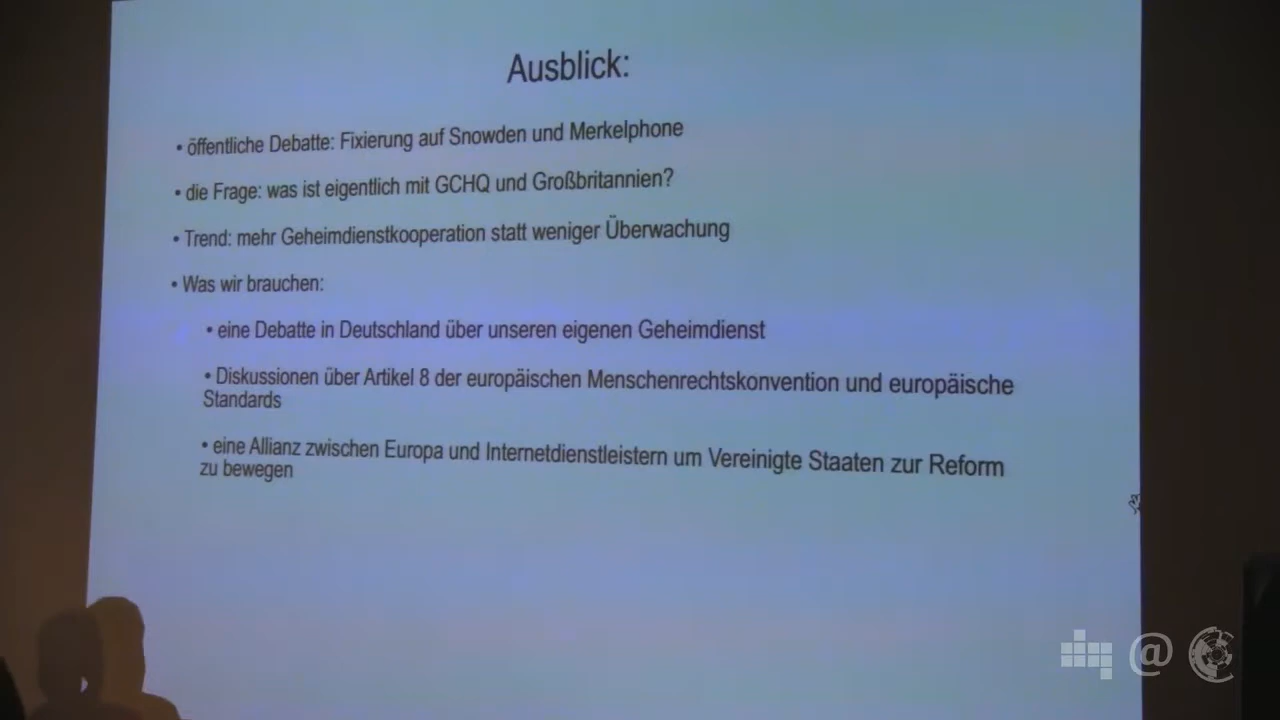 Ausblick:
• öffentliche Debatte: Fixierung auf Snowden und Merkelphone
• die Frage: was ist eigentlich mit GCHQ und Großbritannien?
• Trend: mehr Geheimdienstkooperation statt weniger Überwachung
• Was wir brauchen:
• eine Debatte in Deutschland über unseren eigenen Geheimdienst
• Diskussionen über Artikel 8 der europäischen Menschenrechtskonvention und europäische
Standards
• eine Allianz zwischen Europa und Internetdienstleistern um Vereinigte Staaten zur Reform
zu bewegen
@